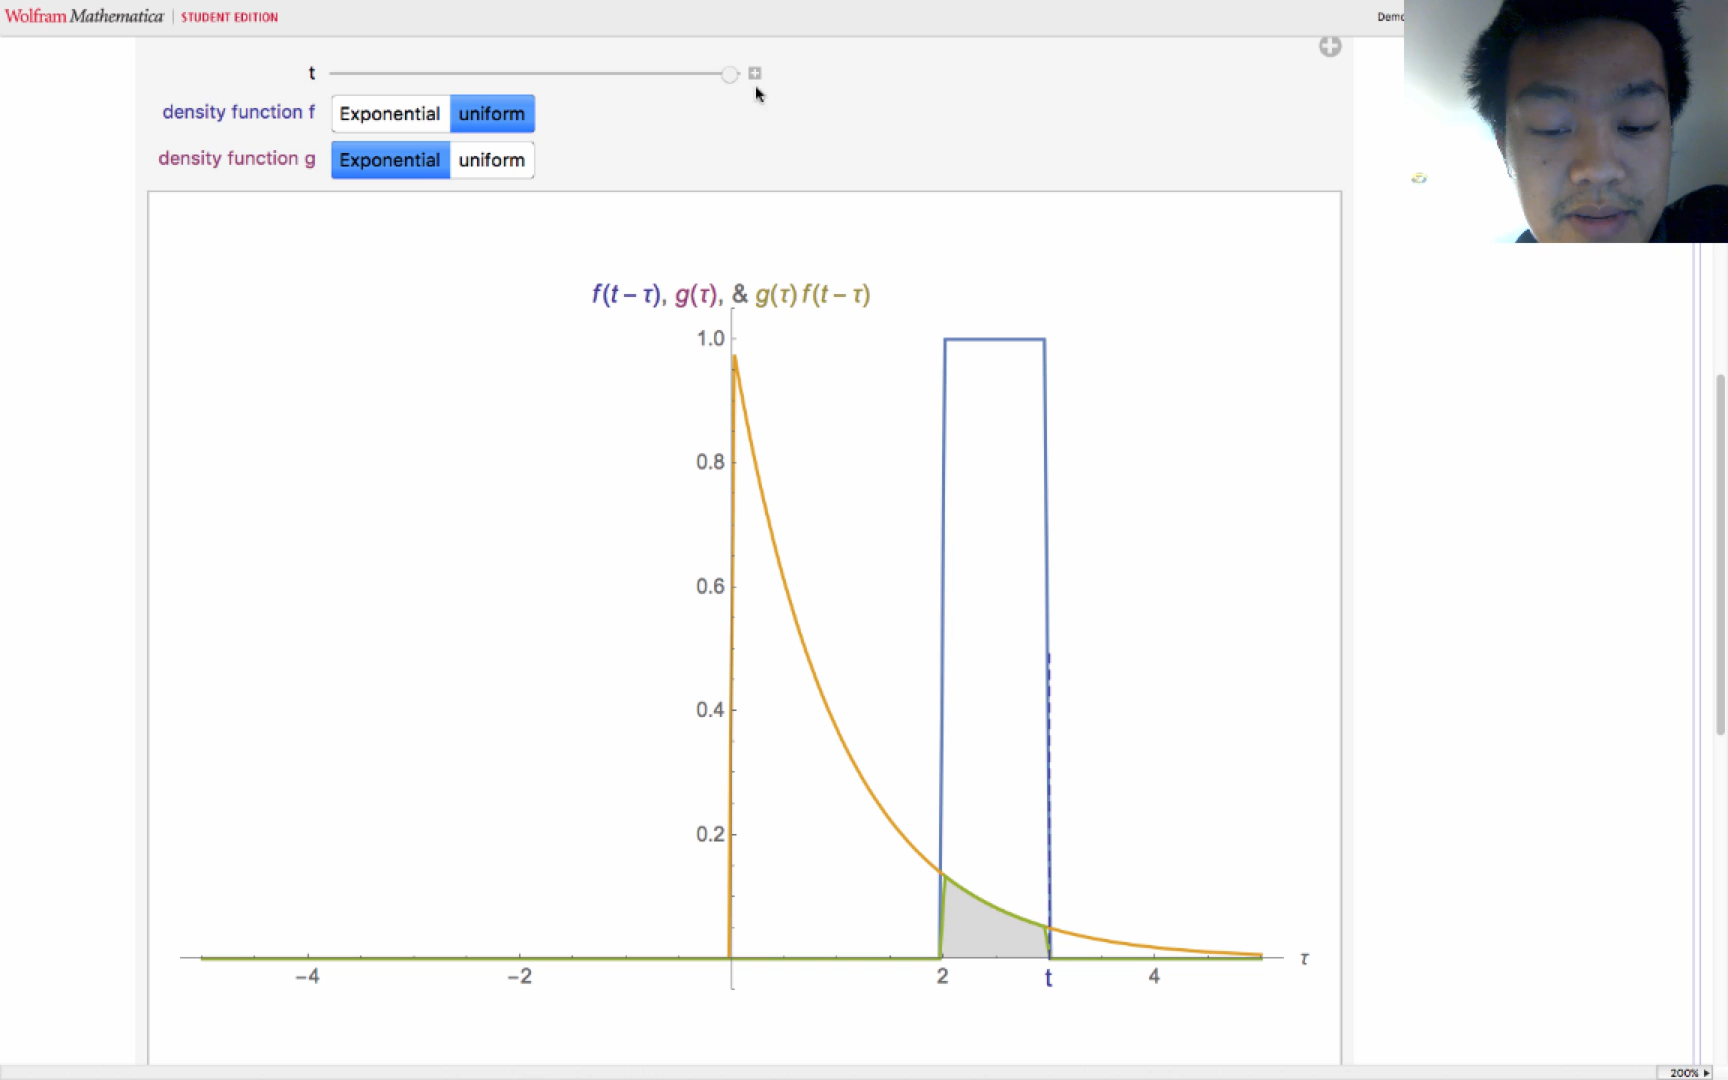 Wolfram Mathematica | STUDENT EDITION
Demo
t
density function f Exponential uniform
density function g Exponential uniform
f(t − τ), g(τ), & g(τ) f(t − τ)
1.0
0.8
0.6
0.4
0.2
−4 −2 2 t 4 τ
200%